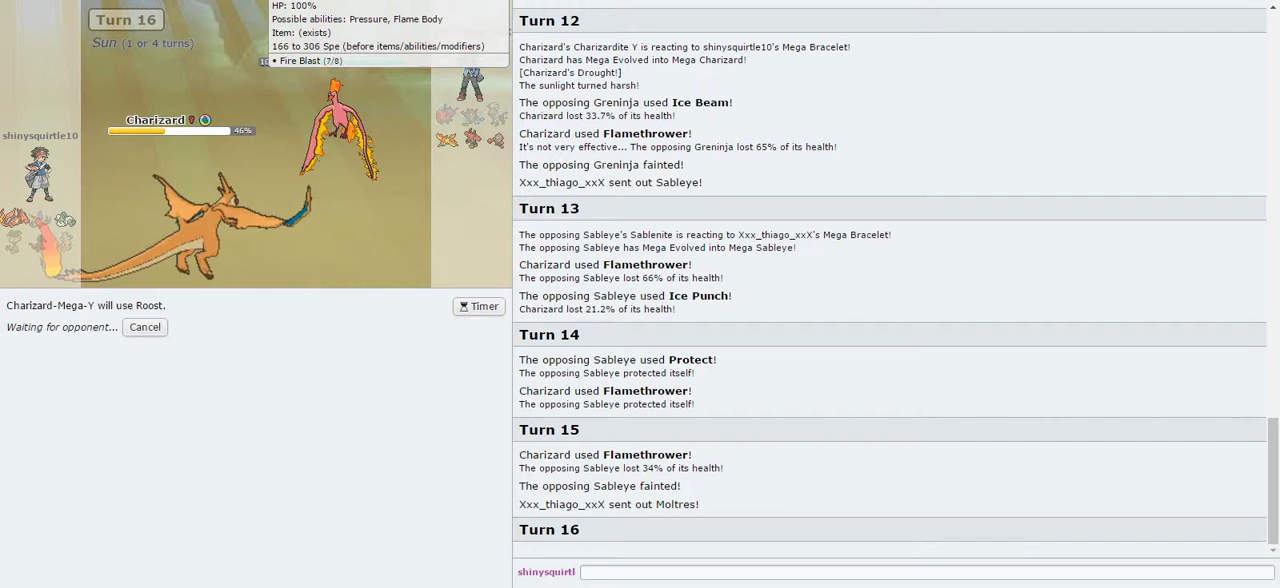 HP: 100%
Possible abilities: Pressure, Flame Body
Item: (exists)
166 to 306 Spe (before items/abilities/modifiers)
• Fire Blast (7/8)
Turn 16
Sun (1 or 4 turns)
Charizard
46%
shinysquirtle10
Charizard-Mega-Y will use Roost.
Timer
Waiting for opponent...
Cancel
Turn 12
Charizard's Charizardite Y is reacting to shinysquirtle10's Mega Bracelet!
Charizard has Mega Evolved into Mega Charizard!
[Charizard's Drought!]
The sunlight turned harsh!
The opposing Greninja used Ice Beam!
Charizard lost 33.7% of its health!
Charizard used Flamethrower!
It's not very effective... The opposing Greninja lost 65% of its health!
The opposing Greninja fainted!
Xxx_thiago_xxX sent out Sableye!
Turn 13
The opposing Sableye's Sablenite is reacting to Xxx_thiago_xxX's Mega Bracelet!
The opposing Sableye has Mega Evolved into Mega Sableye!
Charizard used Flamethrower!
The opposing Sableye lost 66% of its health!
The opposing Sableye used Ice Punch!
Charizard lost 21.2% of its health!
Turn 14
The opposing Sableye used Protect!
The opposing Sableye protected itself!
Charizard used Flamethrower!
The opposing Sableye protected itself!
Turn 15
Charizard used Flamethrower!
The opposing Sableye lost 34% of its health!
The opposing Sableye fainted!
Xxx_thiago_xxX sent out Moltres!
Turn 16
shinysquirtl